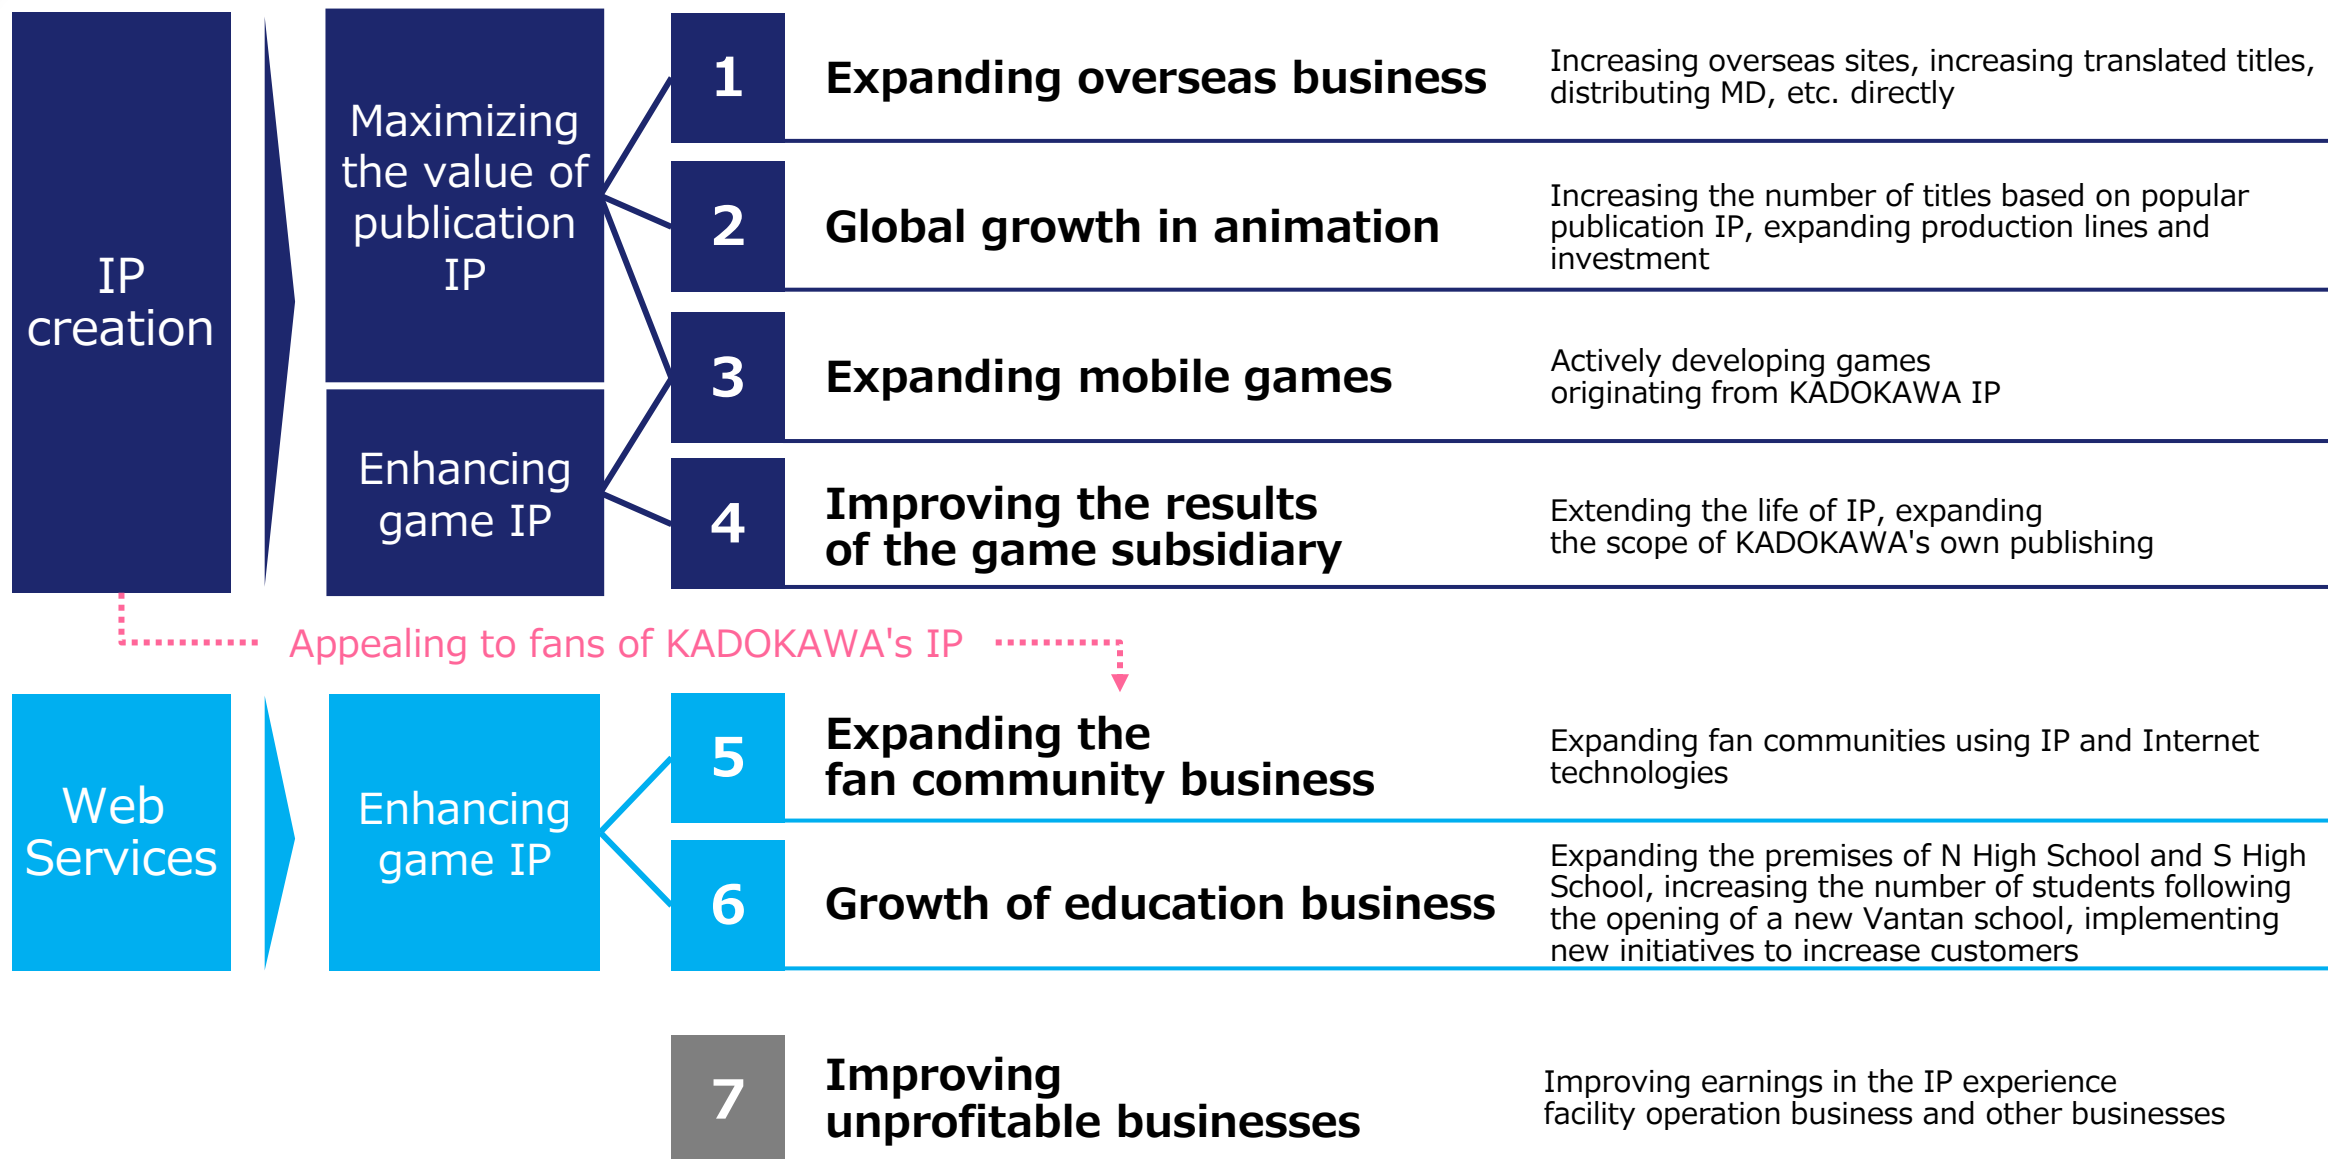 IP
creation
Maximizing
the value of
publication
IP
1
Expanding overseas business
Increasing overseas sites, increasing translated titles,
distributing MD, etc. directly
2
Global growth in animation
Increasing the number of titles based on popular
publication IP, expanding production lines and
investment
3
Expanding mobile games
Actively developing games
originating from KADOKAWA IP
Enhancing
game IP
4
Improving the results
of the game subsidiary
Extending the life of IP, expanding
the scope of KADOKAWA's own publishing
Appealing to fans of KADOKAWA's IP
Web
Services
Enhancing
game IP
5
Expanding the
fan community business
Expanding fan communities using IP and Internet
technologies
6
Growth of education business
Expanding the premises of N High School and S High
School, increasing the number of students following
the opening of a new Vantan school, implementing
new initiatives to increase customers
7
Improving
unprofitable businesses
Improving earnings in the IP experience
facility operation business and other businesses